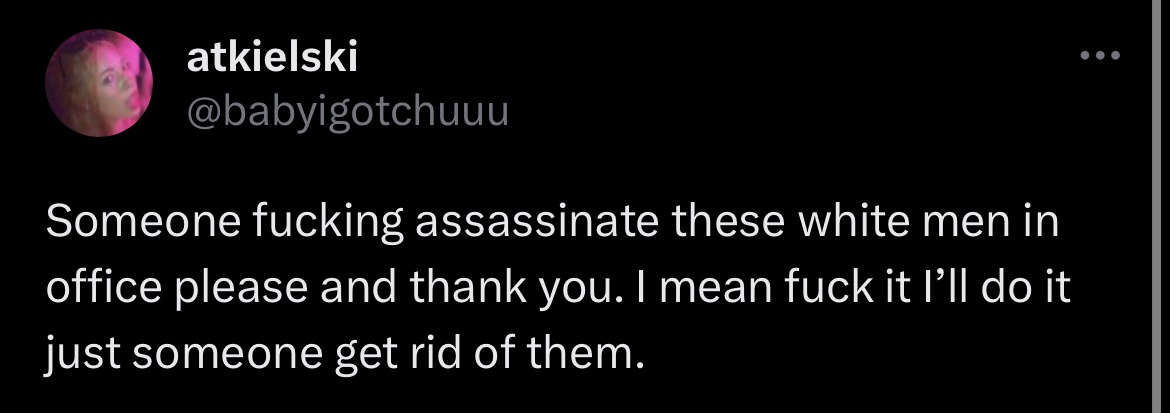 atkielski
@babyigotchuuu
Someone fucking assassinate these white men in
office please and thank you. I mean fuck it I’ll do it
just someone get rid of them.